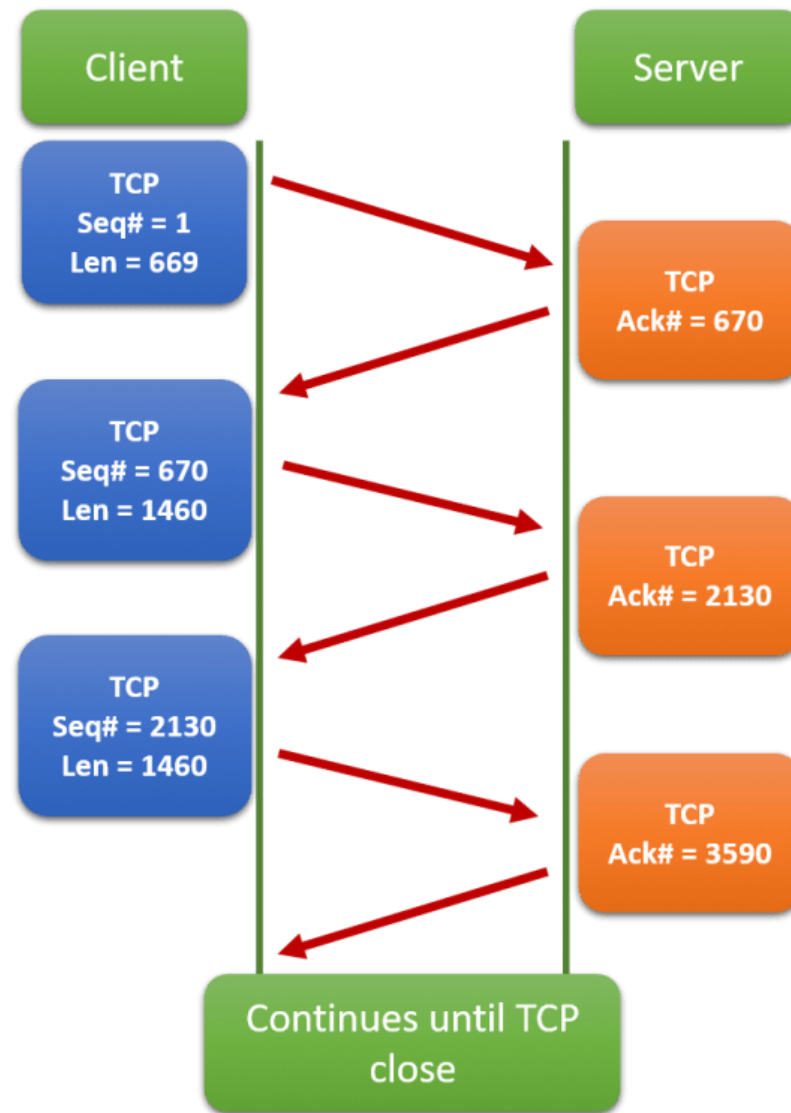 Client
Server
TCP
Seq# = 1
Len = 669
TCP
Ack# = 670
TCP
Seq# = 670
Len = 1460
TCP
Ack# = 2130
TCP
Seq# = 2130
Len = 1460
TCP
Ack# = 3590
Continues until TCP
close